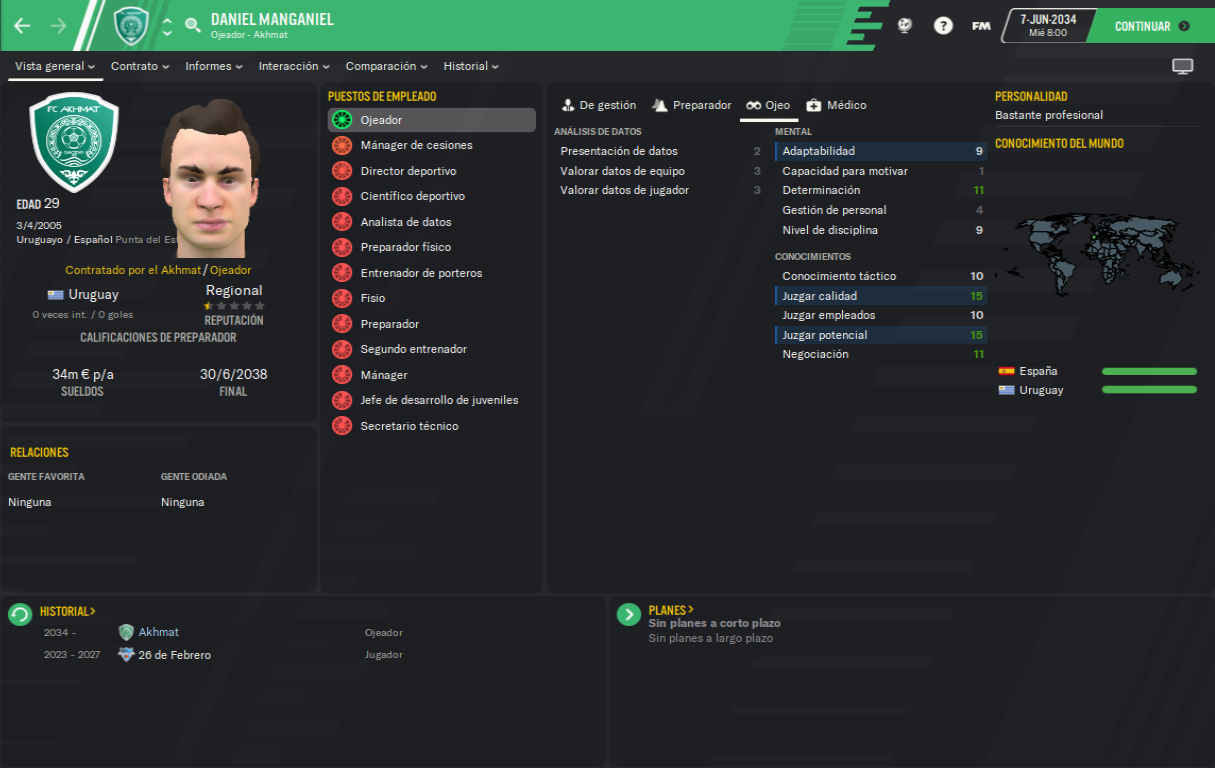 DANIEL MANGANIEL
Ojeador - Akhmat
FM
7-JUN-2034
Mié 8:00
CONTINUAR
Vista general
Contrato
Informes
Interacción
Comparación
Historial
FC AKHMAT
EDAD 29
3/4/2005
Uruguayo / Español Punta del Est
Contratado por el Akhmat / Ojeador
Uruguay
0 veces int. / 0 goles
Regional
REPUTACIÓN
CALIFICACIONES DE PREPARADOR
34m € p/a
SUELDOS
30/6/2038
FINAL
RELACIONES
GENTE FAVORITA
GENTE ODIADA
Ninguna
Ninguna
PUESTOS DE EMPLEADO
Ojeador
Mánager de cesiones
Director deportivo
Científico deportivo
Analista de datos
Preparador físico
Entrenador de porteros
Fisio
Preparador
Segundo entrenador
Mánager
Jefe de desarrollo de juveniles
Secretario técnico
De gestión
Preparador
Ojeo
Médico
ANÁLISIS DE DATOS
Presentación de datos 2
Valorar datos de equipo 3
Valorar datos de jugador 3
MENTAL
Adaptabilidad 9
Capacidad para motivar 1
Determinación 11
Gestión de personal 4
Nivel de disciplina 9
CONOCIMIENTOS
Conocimiento táctico 10
Juzgar calidad 15
Juzgar empleados 10
Juzgar potencial 15
Negociación 11
PERSONALIDAD
Bastante profesional
CONOCIMIENTO DEL MUNDO
España
Uruguay
HISTORIAL >
2034 - Akhmat Ojeador
2023 - 2027 26 de Febrero Jugador
PLANES >
Sin planes a corto plazo
Sin planes a largo plazo